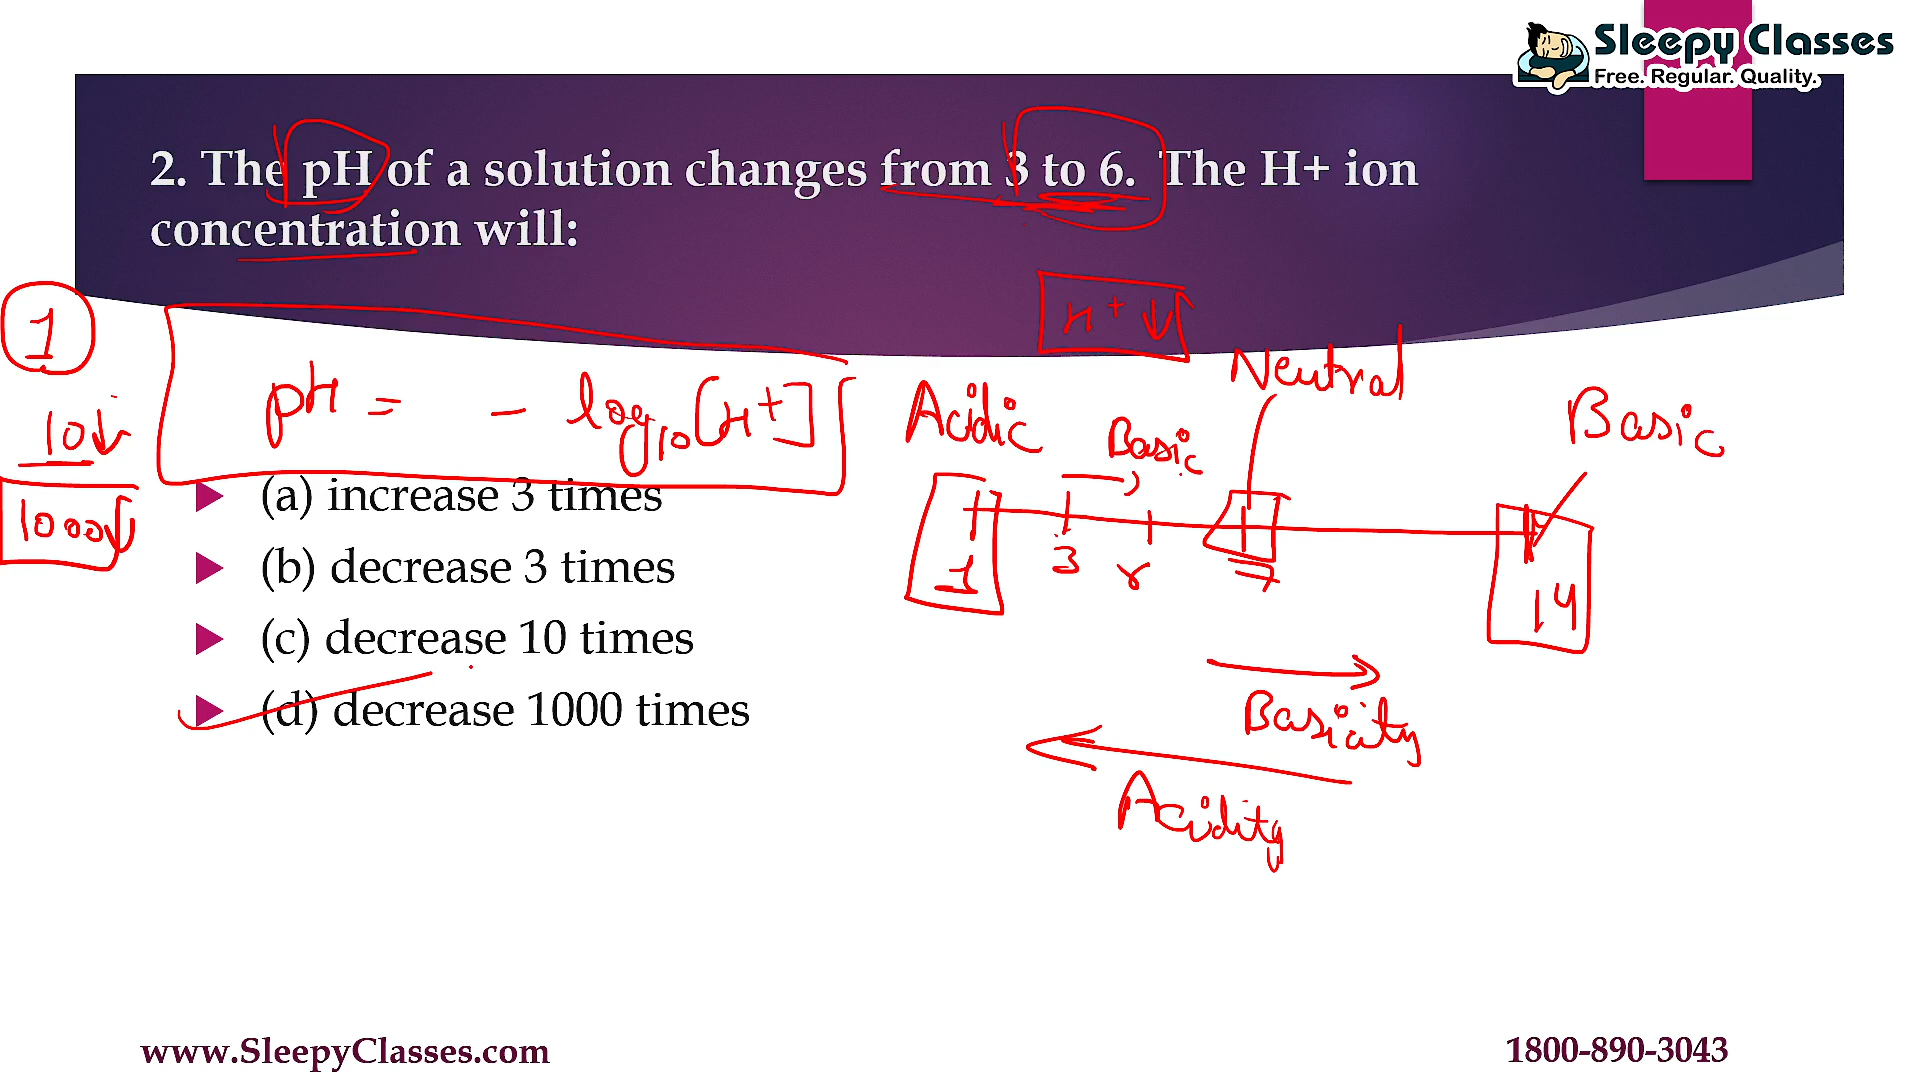 Sleepy Classes
Free. Regular. Quality.
2. The pH of a solution changes from 3 to 6. The H+ ion
concentration will:
H+ ↓
1
10↓
1000↓
pH = - log10[H+]
Acidic
Neutral
Basic
Basic
1
3
7
14
(a) increase 3 times
(b) decrease 3 times
(c) decrease 10 times
(d) decrease 1000 times
Basicity
Acidity
www.SleepyClasses.com
1800-890-3043